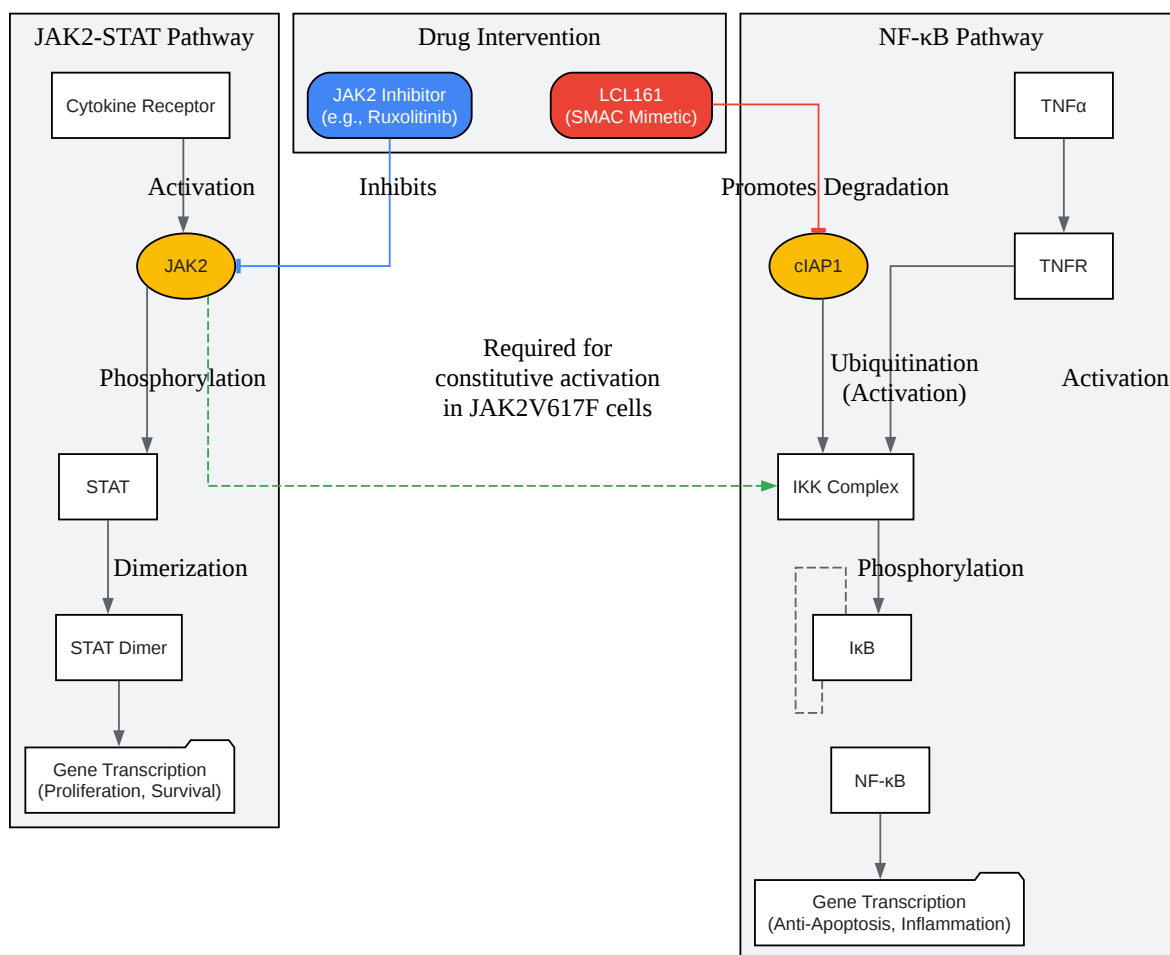 JAK2-STAT Pathway
Cytokine Receptor
Activation
JAK2
Phosphorylation
STAT
Dimerization
STAT Dimer
Gene Transcription
(Proliferation, Survival)
Drug Intervention
JAK2 Inhibitor
(e.g., Ruxolitinib)
LCL161
(SMAC Mimetic)
Inhibits
Promotes Degradation
Required for
constitutive activation
in JAK2V617F cells
NF-κB Pathway
TNFα
cIAP1
TNFR
Ubiquitination
(Activation)
Activation
IKK Complex
Phosphorylation
IκB
NF-κB
Gene Transcription
(Anti-Apoptosis, Inflammation)